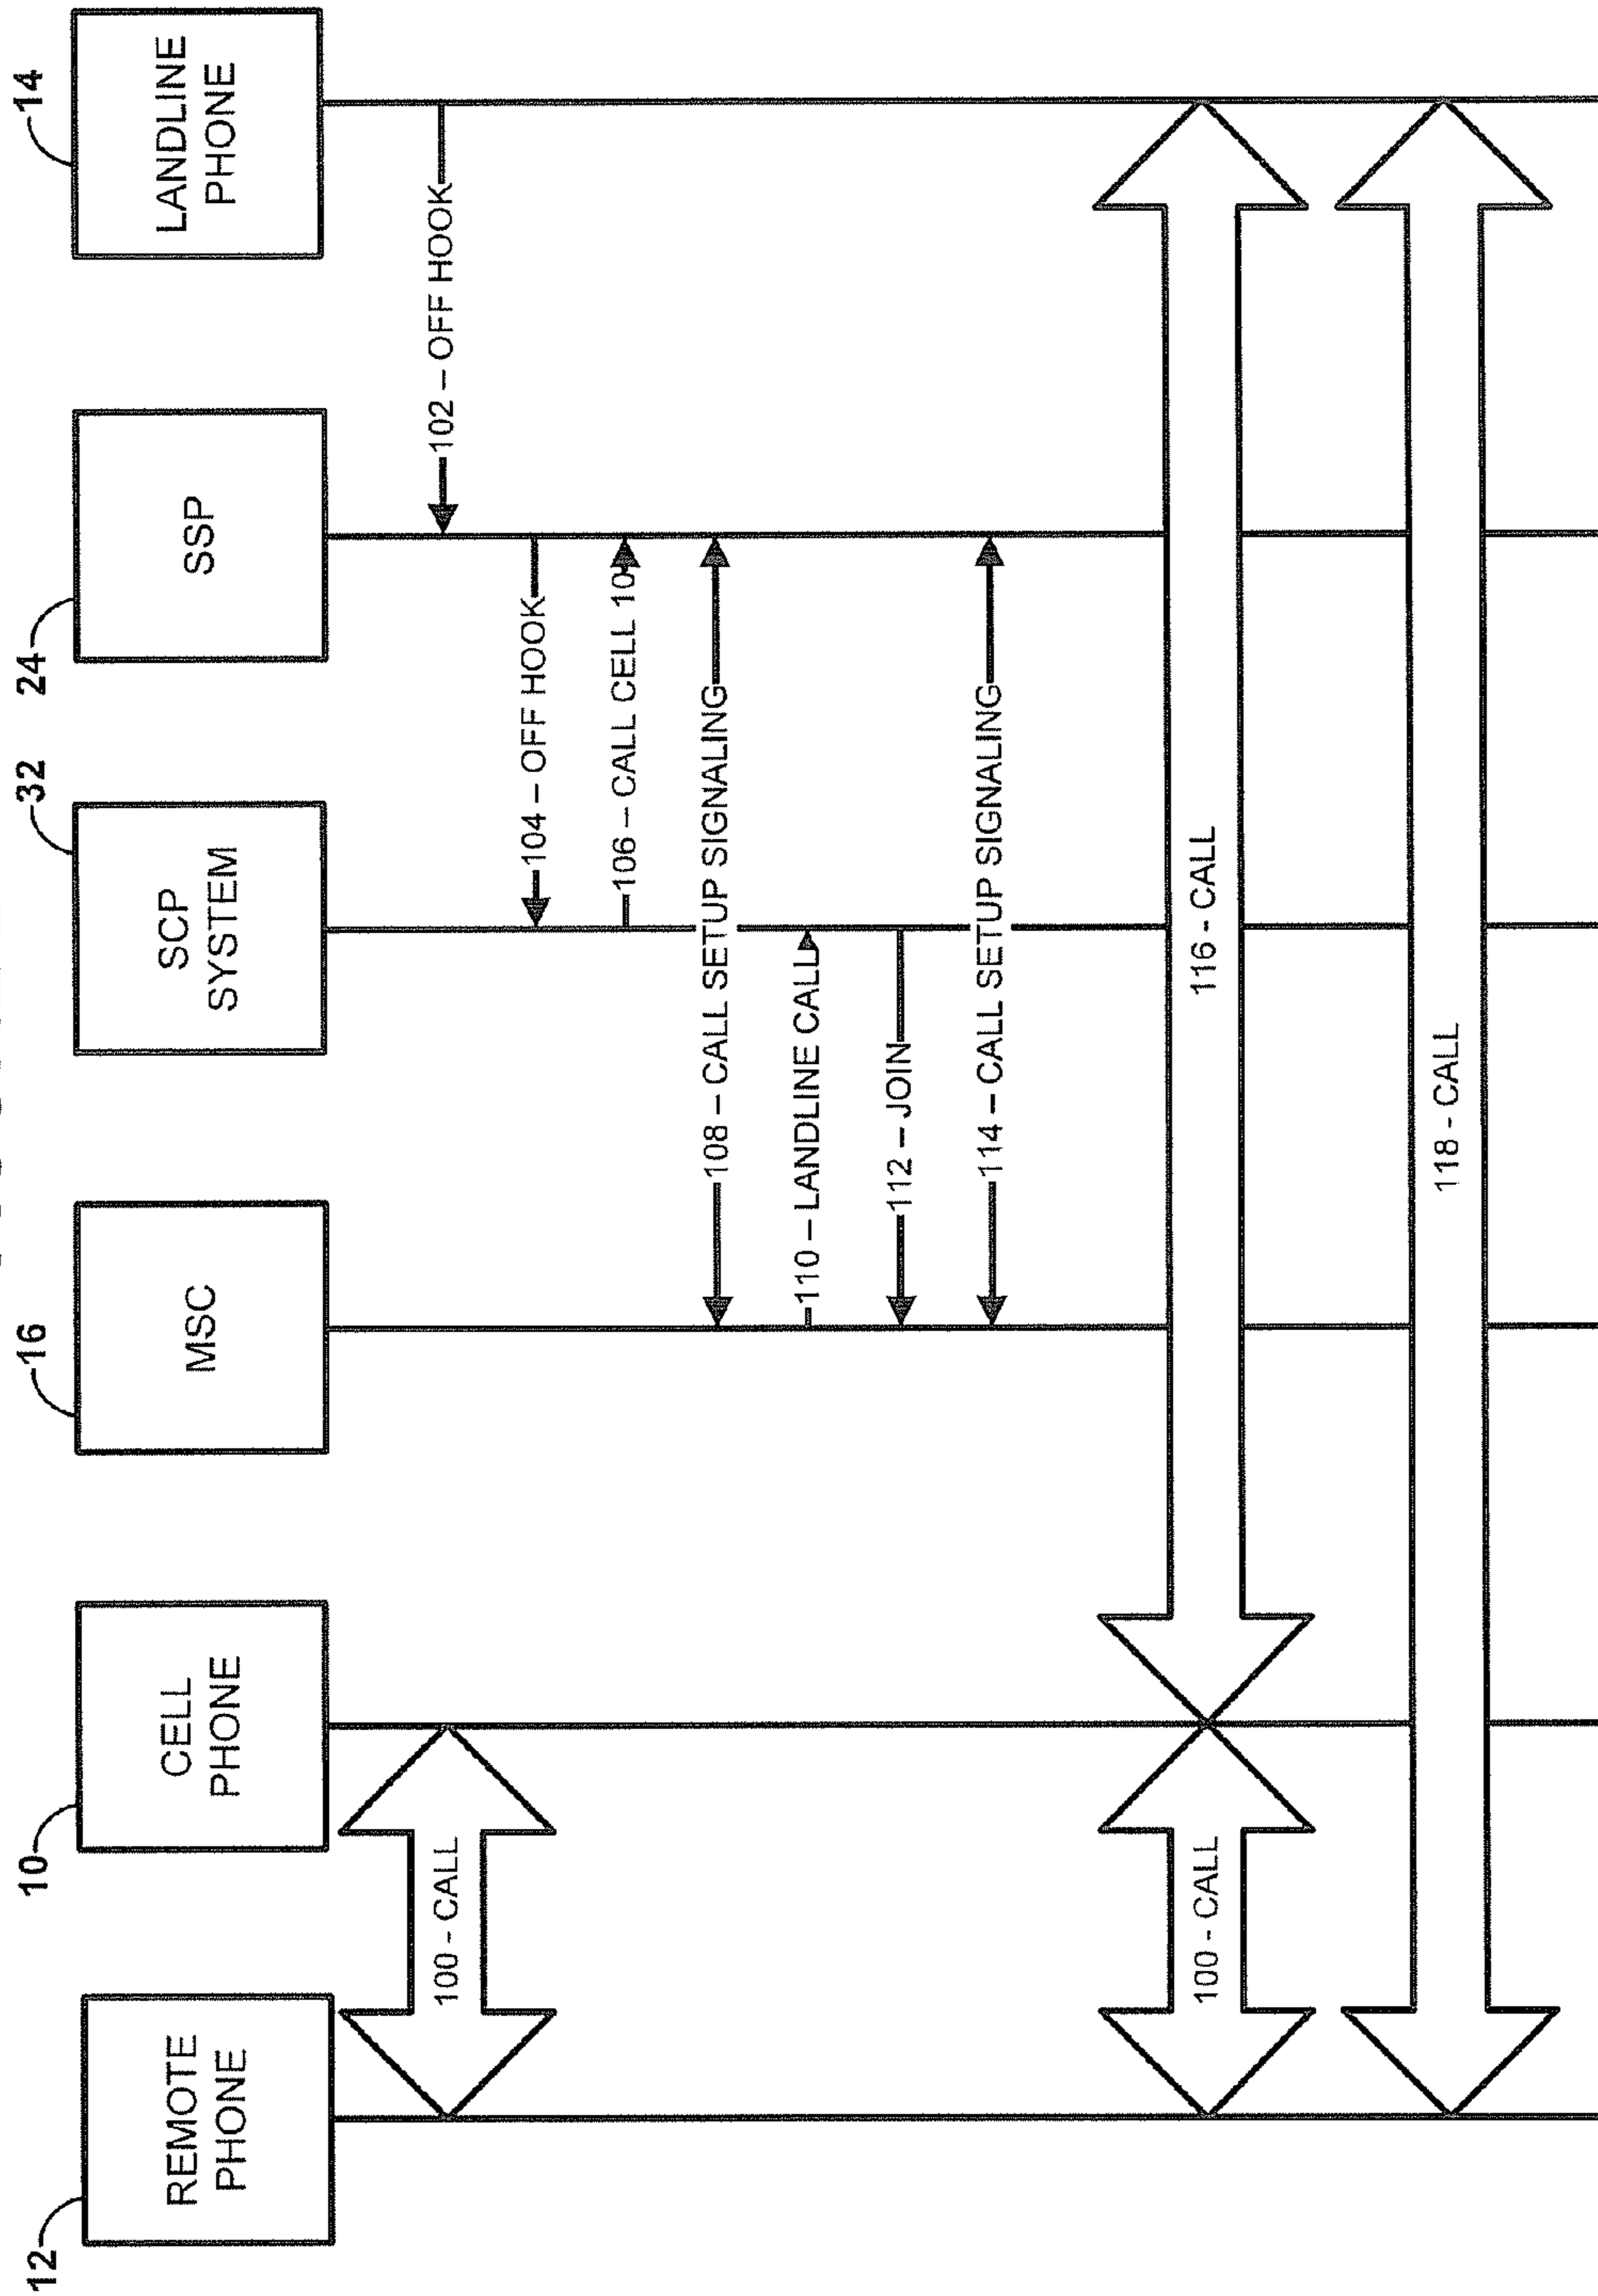 12
REMOTE
PHONE
10
CELL
PHONE
16
MSC
32
SCP
SYSTEM
24
SSP
14
LANDLINE
PHONE
100 - CALL
102 – OFF HOOK
104 – OFF HOOK
106 – CALL CELL 10
108 – CALL SETUP SIGNALING
110 – LANDLINE CALL
112 – JOIN
114 – CALL SETUP SIGNALING
100 - CALL
116 - CALL
118 - CALL